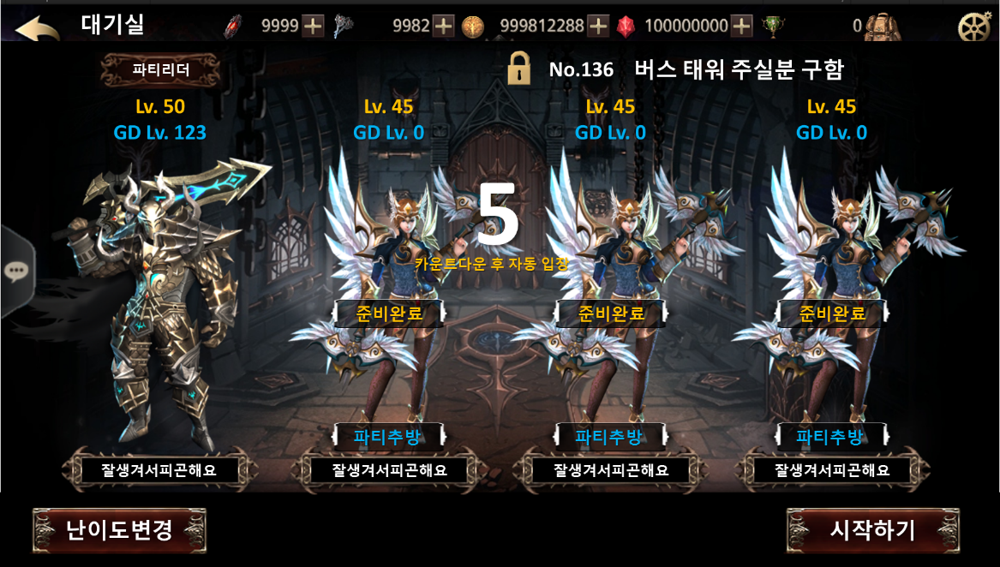 대기실 9999 9982 999812288 100000000 0
파티리더 No.136 버스 태워 주실분 구함
Lv. 50 Lv. 45 Lv. 45 Lv. 45
GD Lv. 123 GD Lv. 0 GD Lv. 0 GD Lv. 0
5
카운트다운 후 자동 입장
준비완료 준비완료 준비완료
파티추방 파티추방 파티추방
잘생겨서피곤해요 잘생겨서피곤해요 잘생겨서피곤해요 잘생겨서피곤해요
난이도변경 시작하기